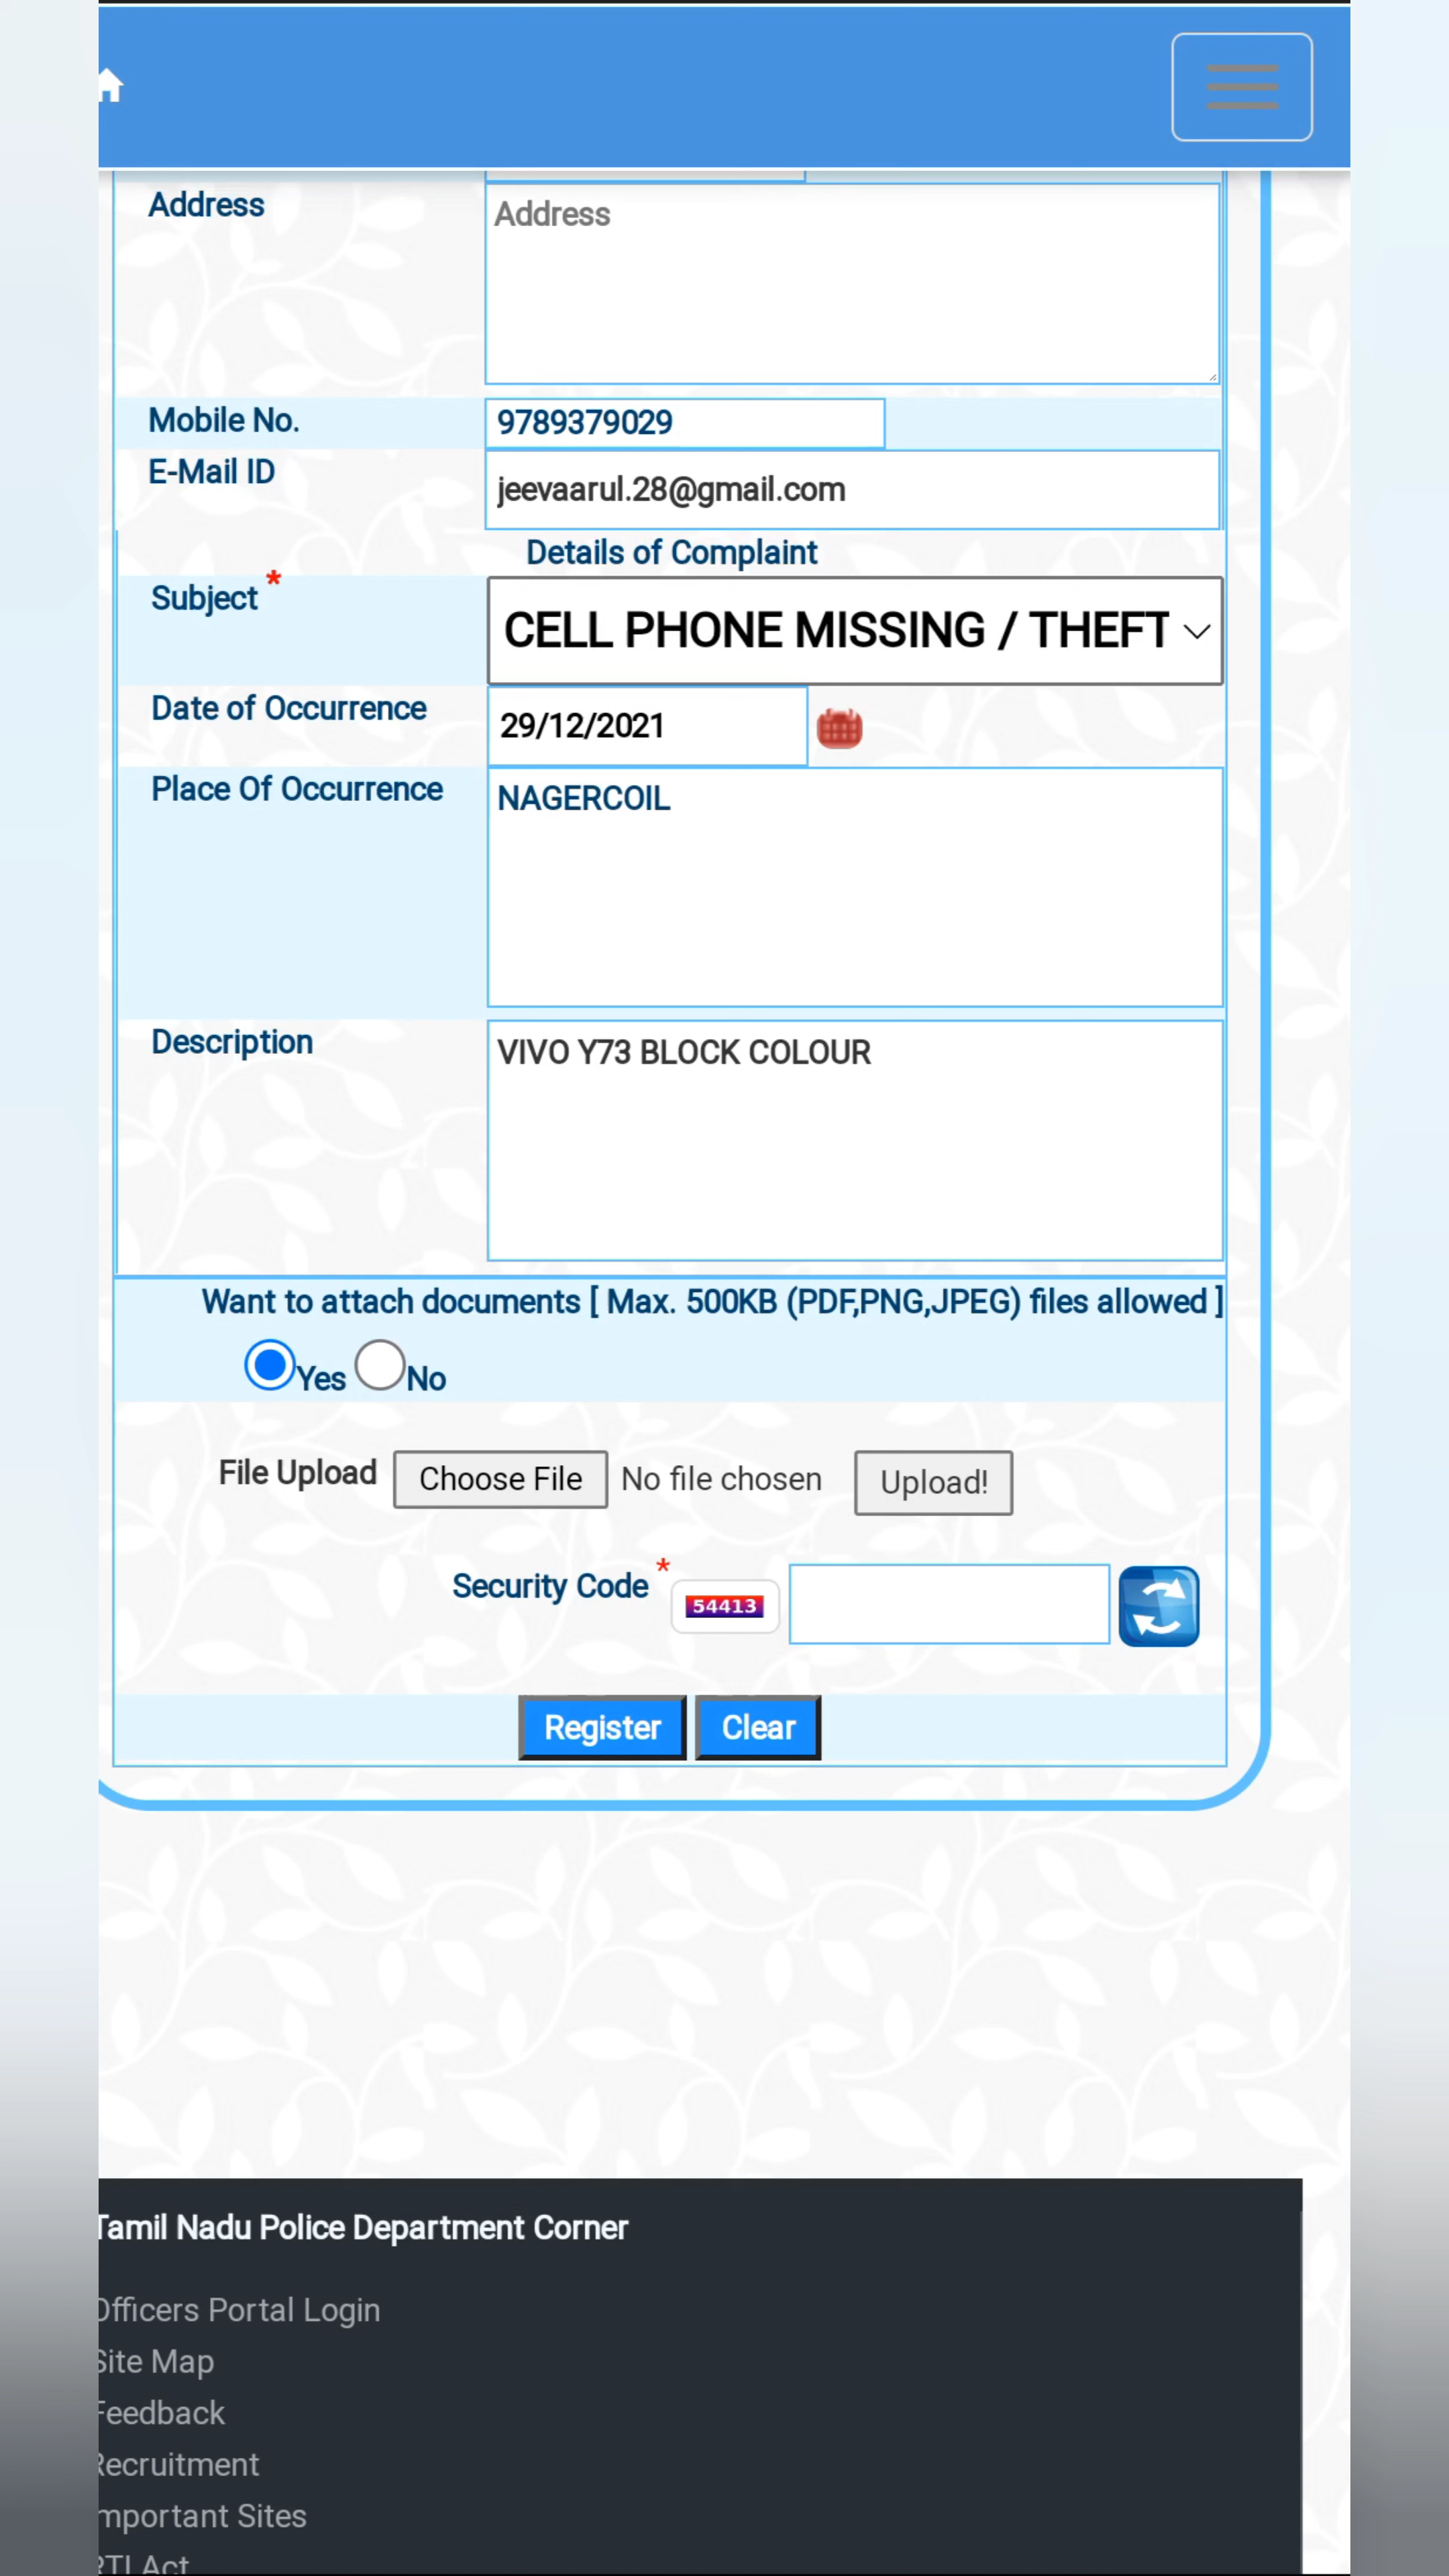 Address
Address
Mobile No.
9789379029
E-Mail ID
jeevaarul.28@gmail.com
Details of Complaint
Subject *
CELL PHONE MISSING / THEFT
Date of Occurrence
29/12/2021
Place Of Occurrence
NAGERCOIL
Description
VIVO Y73 BLOCK COLOUR
Want to attach documents [ Max. 500KB (PDF,PNG,JPEG) files allowed ]
Yes No
File Upload Choose File No file chosen Upload!
Security Code * 54413
Register Clear
Tamil Nadu Police Department Corner
Officers Portal Login
Site Map
Feedback
Recruitment
Important Sites
RTI Act